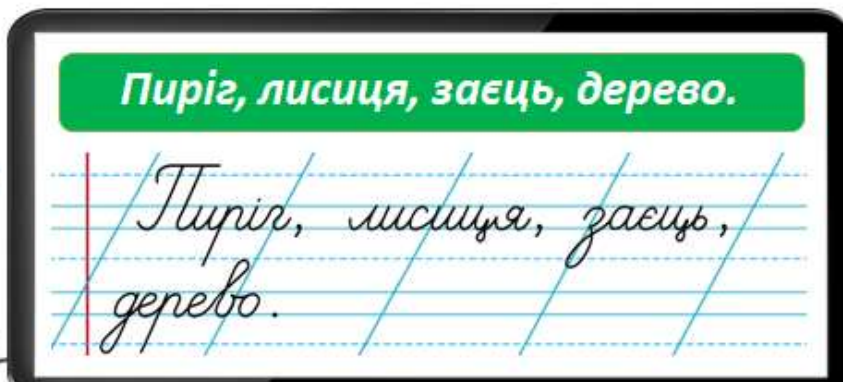 Пиріг, лисиця, заєць, дерево.
Пиріг, лисиця, заєць,
дерево.